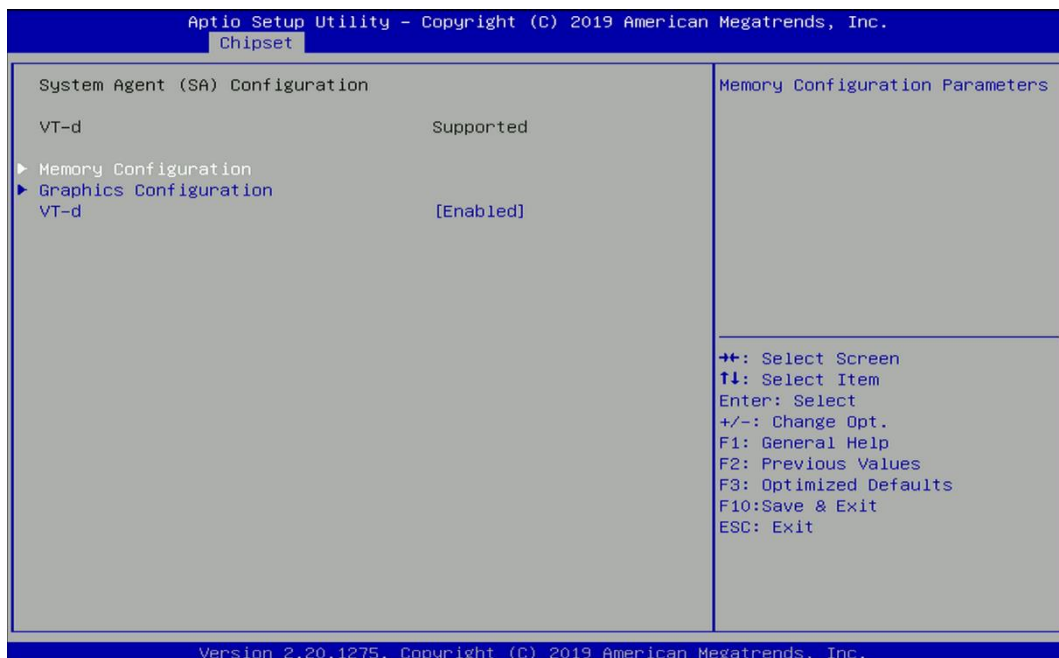 Aptio Setup Utility – Copyright (C) 2019 American Megatrends, Inc.
Chipset
System Agent (SA) Configuration
VT-d Supported
▶ Memory Configuration
▶ Graphics Configuration
VT-d [Enabled]
Memory Configuration Parameters
→←: Select Screen
↑↓: Select Item
Enter: Select
+/-: Change Opt.
F1: General Help
F2: Previous Values
F3: Optimized Defaults
F10:Save & Exit
ESC: Exit
Version 2.20.1275. Copyright (C) 2019 American Megatrends, Inc.